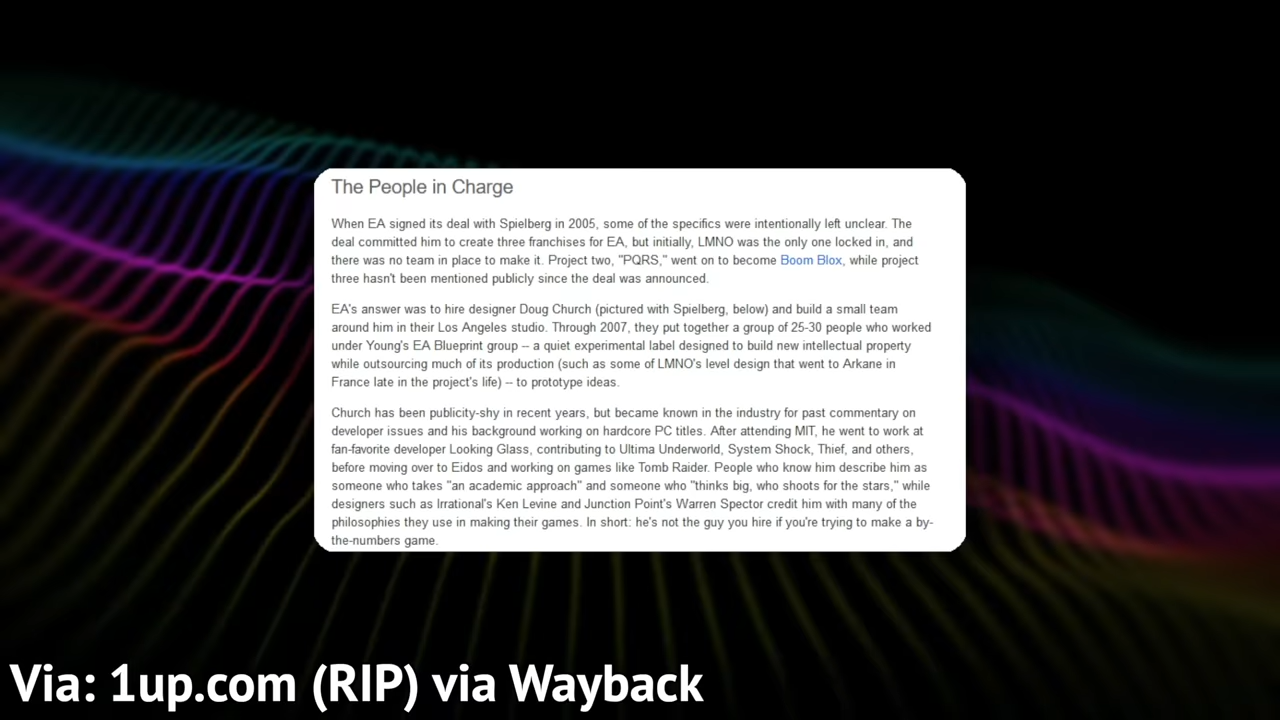 The People in Charge
When EA signed its deal with Spielberg in 2005, some of the specifics were intentionally left unclear. The
deal committed him to create three franchises for EA, but initially, LMNO was the only one locked in, and
there was no team in place to make it. Project two, "PQRS," went on to become Boom Blox, while project
three hasn't been mentioned publicly since the deal was announced.
EA's answer was to hire designer Doug Church (pictured with Spielberg, below) and build a small team
around him in their Los Angeles studio. Through 2007, they put together a group of 25-30 people who worked
under Young's EA Blueprint group -- a quiet experimental label designed to build new intellectual property
while outsourcing much of its production (such as some of LMNO's level design that went to Arkane in
France late in the project's life) -- to prototype ideas.
Church has been publicity-shy in recent years, but became known in the industry for past commentary on
developer issues and his background working on hardcore PC titles. After attending MIT, he went to work at
fan-favorite developer Looking Glass, contributing to Ultima Underworld, System Shock, Thief, and others,
before moving over to Eidos and working on games like Tomb Raider. People who know him describe him as
someone who takes "an academic approach" and someone who "thinks big, who shoots for the stars," while
designers such as Irrational's Ken Levine and Junction Point's Warren Spector credit him with many of the
philosophies they use in making their games. In short: he's not the guy you hire if you're trying to make a by-
the-numbers game.
Via: 1up.com (RIP) via Wayback